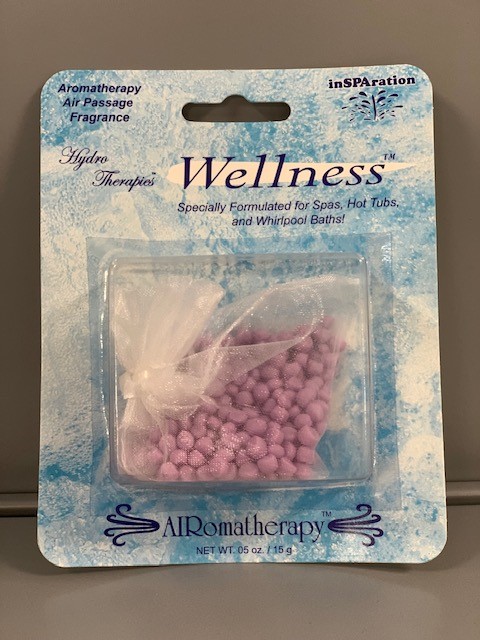 Aromatherapy
Air Passage
Fragrance
inSPAration
Hydro
Therapies™
Wellness™
Specially Formulated for Spas, Hot Tubs,
and Whirlpool Baths!
AIRomatherapy™
NET WT. 05 oz. / 15 g